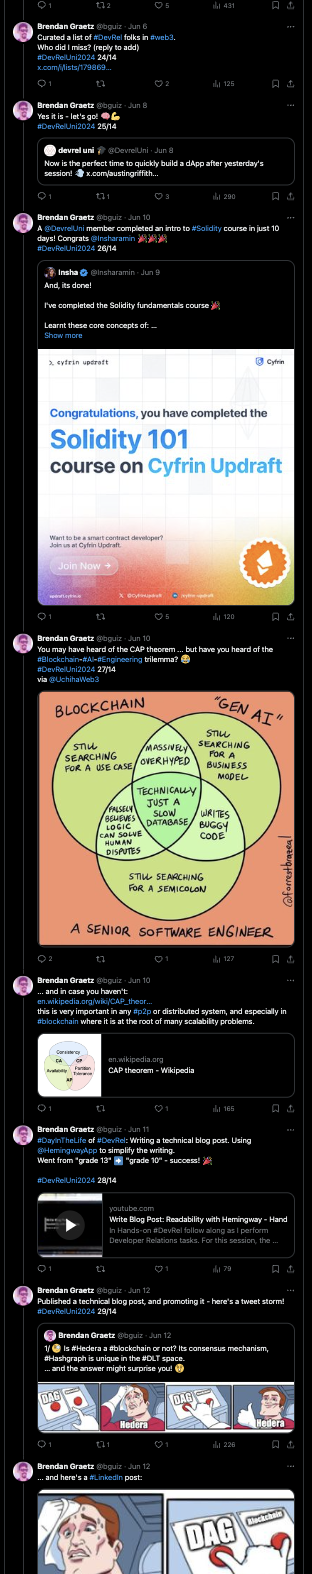 1 2 5 431
Brendan Graetz @bguiz · Jun 6
Curated a list of #DevRel folks in #web3.
Who did I miss? (reply to add)
#DevRelUni2024 24/14
x.com/i/lists/179869...
1 2 125
Brendan Graetz @bguiz · Jun 8
Yes it is - let's go! 🧠💪
#DevRelUni2024 25/14
devrel uni 🎓 @DevrelUni · Jun 8
Now is the perfect time to quickly build a dApp after yesterday's
session! 💨 x.com/austingriffith...
1 1 3 290
Brendan Graetz @bguiz · Jun 10
A @DevrelUni member completed an intro to #Solidity course in just 10
days! Congrats @Insharamin 🎉🎉🎉
#DevRelUni2024 26/14
Insha @Insharamin · Jun 9
And, its done!
I've completed the Solidity fundamentals course 🎉
Learnt these core concepts of: ...
Show more
>_ cyfrin updraft Cyfrin
Congratulations, you have completed the
Solidity 101
course on Cyfrin Updraft
Want to be a smart contract developer?
Join us at Cyfrin Updraft.
Join Now →
updraft.cyfrin.io @CyfrinUpdraft /cyfrin-updraft
1 5 120
Brendan Graetz @bguiz · Jun 10
You may have heard of the CAP theorem ... but have you heard of the
#Blockchain-#AI-#Engineering trilemma? 😂
#DevRelUni2024 27/14
via @UchihaWeb3
BLOCKCHAIN
"GEN AI"
STILL
SEARCHING
FOR A USE CASE
MASSIVELY
OVERHYPED
STILL
SEARCHING
FOR A
BUSINESS
MODEL
TECHNICALLY
JUST A
SLOW
DATABASE
FALSELY
BELIEVES
LOGIC
CAN SOLVE
HUMAN
DISPUTES
WRITES
BUGGY
CODE
STILL SEARCHING
FOR A SEMICOLON
@forrestbrazeal
A SENIOR SOFTWARE ENGINEER
2 1 127
Brendan Graetz @bguiz · Jun 10
... and in case you haven't:
en.wikipedia.org/wiki/CAP_theor...
this is very important in any #p2p or distributed system, and especially in
#blockchain where it is at the root of many scalability problems.
Consistency
CA CP
Availability Partition
Tolerance
AP
en.wikipedia.org
CAP theorem - Wikipedia
1 1 165
Brendan Graetz @bguiz · Jun 11
#DayInTheLife of #DevRel: Writing a technical blog post. Using
@HemingwayApp to simplify the writing.
Went from "grade 13" ➡️ "grade 10" - success! 🎉
#DevRelUni2024 28/14
youtube.com
Write Blog Post: Readability with Hemingway - Hand
In Hands-on #DevRel follow along as I perform
Developer Relations tasks. For this session, the ...
1 1 79
Brendan Graetz @bguiz · Jun 12
Published a technical blog post, and promoting it - here's a tweet storm!
#DevRelUni2024 29/14
Brendan Graetz @bguiz · Jun 12
1/ 🧐 Is #Hedera a #blockchain or not? Its consensus mechanism,
#Hashgraph is unique in the #DLT space.
... and the answer might surprise you! 😲
DAG
Hedera
DAG
Hedera
1 1 1 226
Brendan Graetz @bguiz · Jun 12
... and here's a #LinkedIn post:
DAG
Blockchain